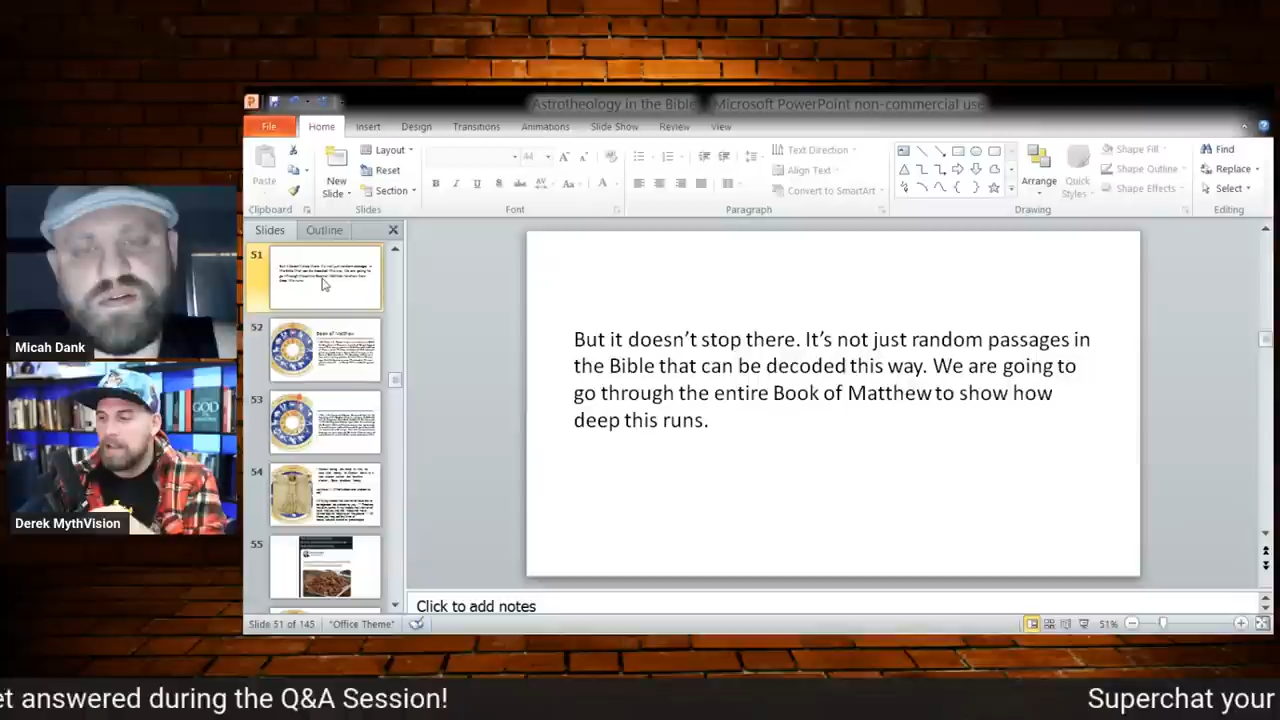 Astrotheology in the Bible - Microsoft PowerPoint non-commercial use
File Home Insert Design Transitions Animations Slide Show Review View
Paste
Clipboard
New Slide
Layout
Reset
Section
Slides
44
Font
Paragraph
Text Direction
Align Text
Convert to SmartArt
Arrange
Quick Styles
Shape Fill
Shape Outline
Shape Effects
Drawing
Find
Replace
Select
Editing
Slides Outline
51
52
Book of Matthew
53
54
55
But it doesn't stop there. It's not just random passages in
the Bible that can be decoded this way. We are going to
go through the entire Book of Matthew to show how
deep this runs.
Click to add notes
Slide 51 of 145 "Office Theme" 51%
Micah Dank
GOD
Derek MythVision
et answered during the Q&A Session! Superchat your